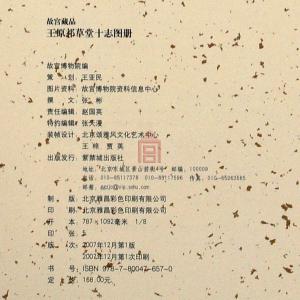 故宫藏品
王原祁草堂十志图册
故宫博物院编
策 划：王亚民
图片资料：故宫博物院资料信息中心
撰 文：张 彬
责任编辑：赵国英
特约编辑：张天漫
装帧设计：北京颂雅风文化艺术中心
王 梓 贾 英
出版发行：紫禁城出版社
地址：北京东城区景山前街4号 邮编：100009
电话：010-85117378 010-85117596 传真：010-65263565
邮箱：ggzjc@vip.sohu.com
制 版：北京雅昌彩色印刷有限公司
印 刷：北京雅昌彩色印刷有限公司
开 本：787×1092毫米 1/8
印 张：5
版 次：2007年12月第1版
2007年12月第1次印刷
书 号：ISBN 978-7-80047-657-0
定 价：168.00元